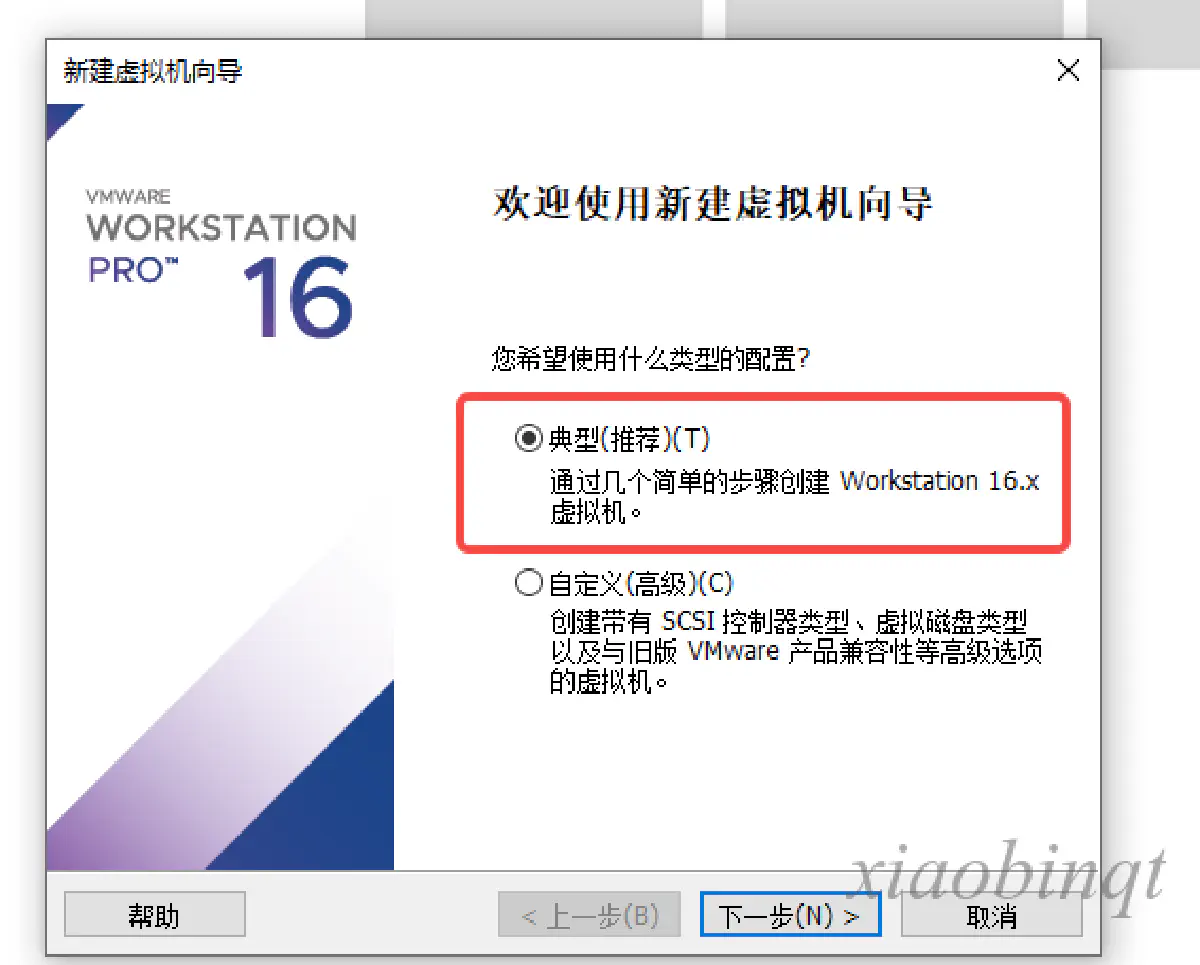 新建虚拟机向导
VMWARE
WORKSTATION
PRO™
16
欢迎使用新建虚拟机向导
您希望使用什么类型的配置?
典型(推荐)(T)
通过几个简单的步骤创建 Workstation 16.x
虚拟机。
自定义(高级)(C)
创建带有 SCSI 控制器类型、虚拟磁盘类型
以及与旧版 VMware 产品兼容性等高级选项
的虚拟机。
xiaobinqt
帮助
< 上一步(B)
下一步(N) >
取消